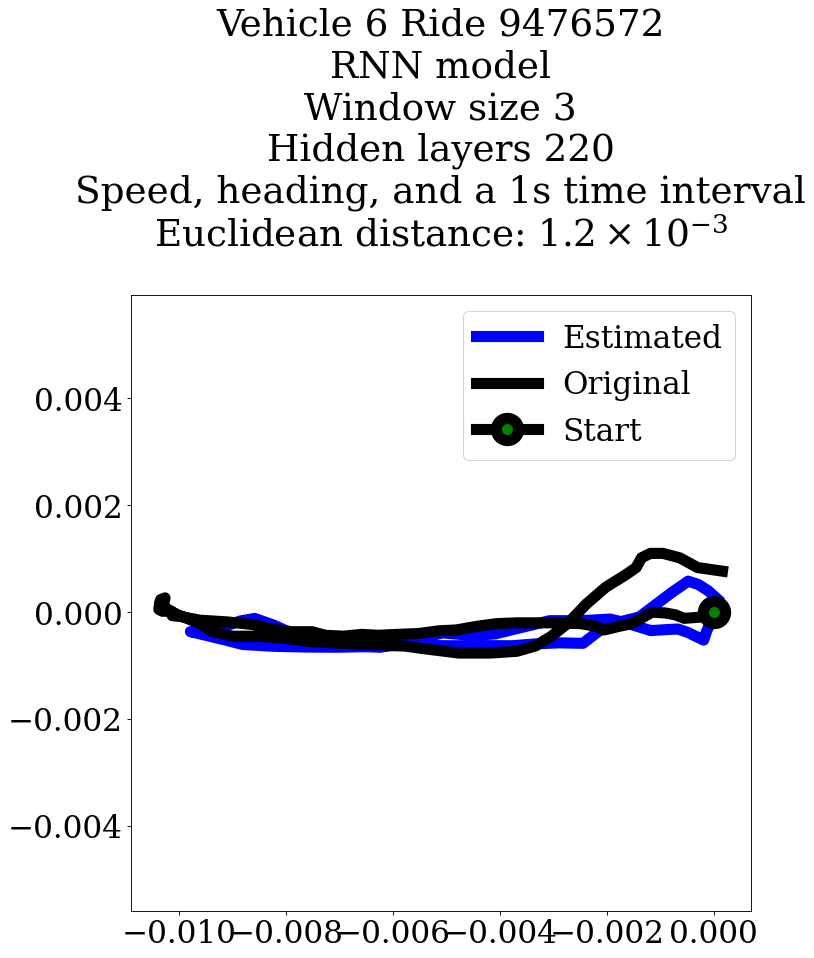 Vehicle 6 Ride 9476572
RNN model
Window size 3
Hidden layers 220
Speed, heading, and a 1s time interval
Euclidean distance: 1.2 × 10⁻³
Estimated
Original
Start
0.004
0.002
0.000
−0.002
−0.004
−0.010 −0.008 −0.006 −0.004 −0.002 0.000